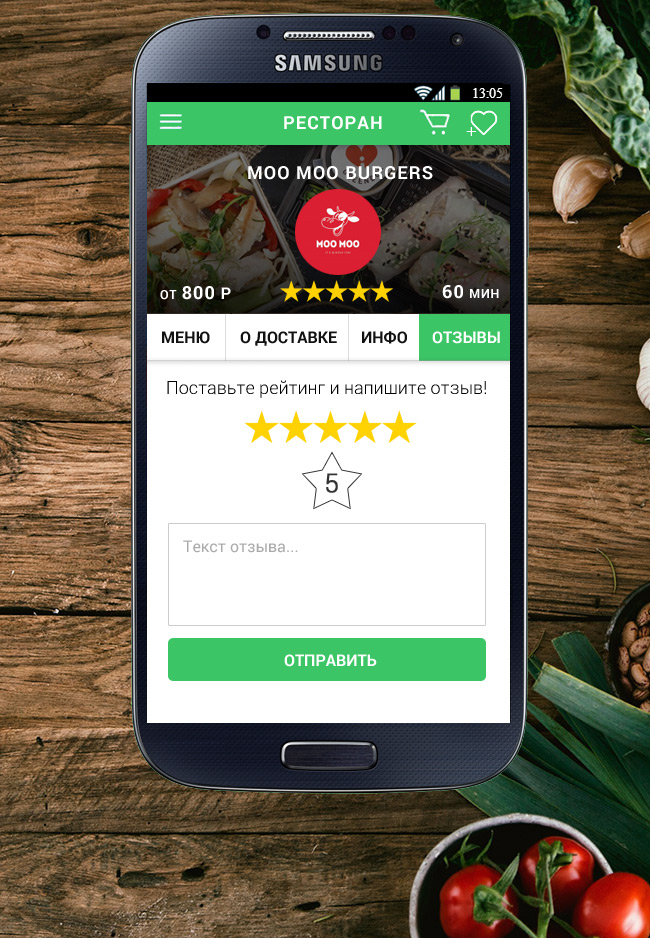 SAMSUNG
13:05
РЕСТОРАН
MOO MOO BURGERS
MOO MOO
от 800 Р
60 мин
МЕНЮ
О ДОСТАВКЕ
ИНФО
ОТЗЫВЫ
Поставьте рейтинг и напишите отзыв!
5
Текст отзыва...
ОТПРАВИТЬ